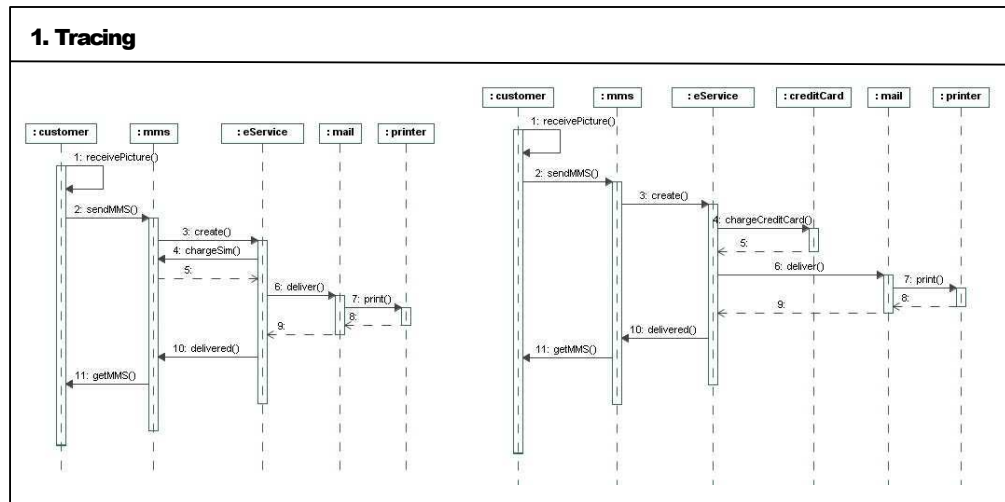 1. Tracing
: customer
: mms
: eService
: mail
: printer
1: receivePicture()
2: sendMMS()
3: create()
4: chargeSim()
5:
6: deliver()
7: print()
8:
9:
10: delivered()
11: getMMS()
: customer
: mms
: eService
: creditCard
: mail
: printer
1: receivePicture()
2: sendMMS()
3: create()
4: chargeCreditCard()
5:
6: deliver()
7: print()
8:
9:
10: delivered()
11: getMMS()